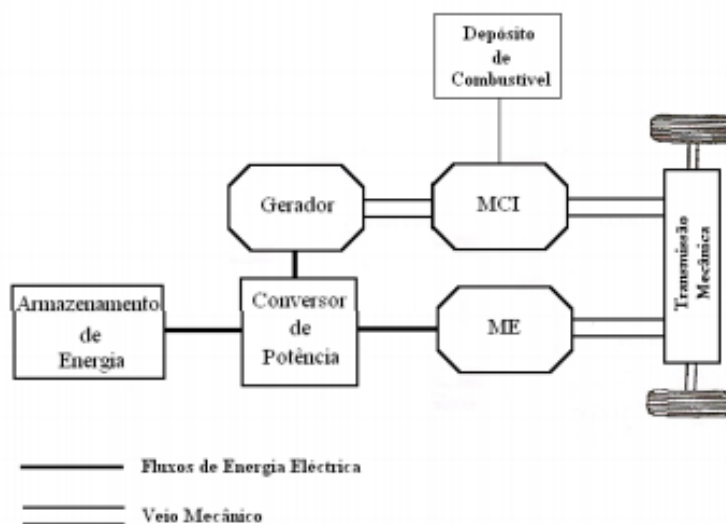 Depósito
de
Combustível
Gerador
MCI
Transmissão
Mecânica
Armazenamento
de
Energia
Conversor
de
Potência
ME
Fluxos de Energia Eléctrica
Veio Mecânico